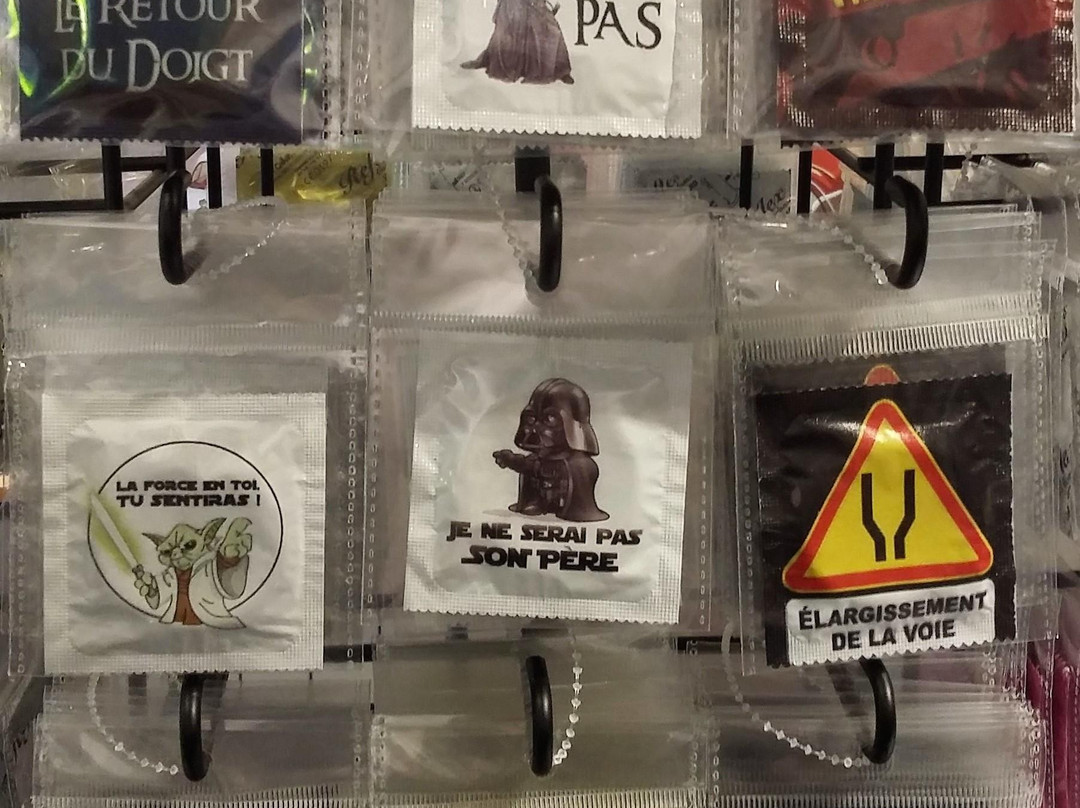 LE RETOUR
DU DOIGT
PAS
LA FORCE EN TOI,
TU SENTIRAS !
JE NE SERAI PAS
SON PÈRE
ÉLARGISSEMENT
DE LA VOIE